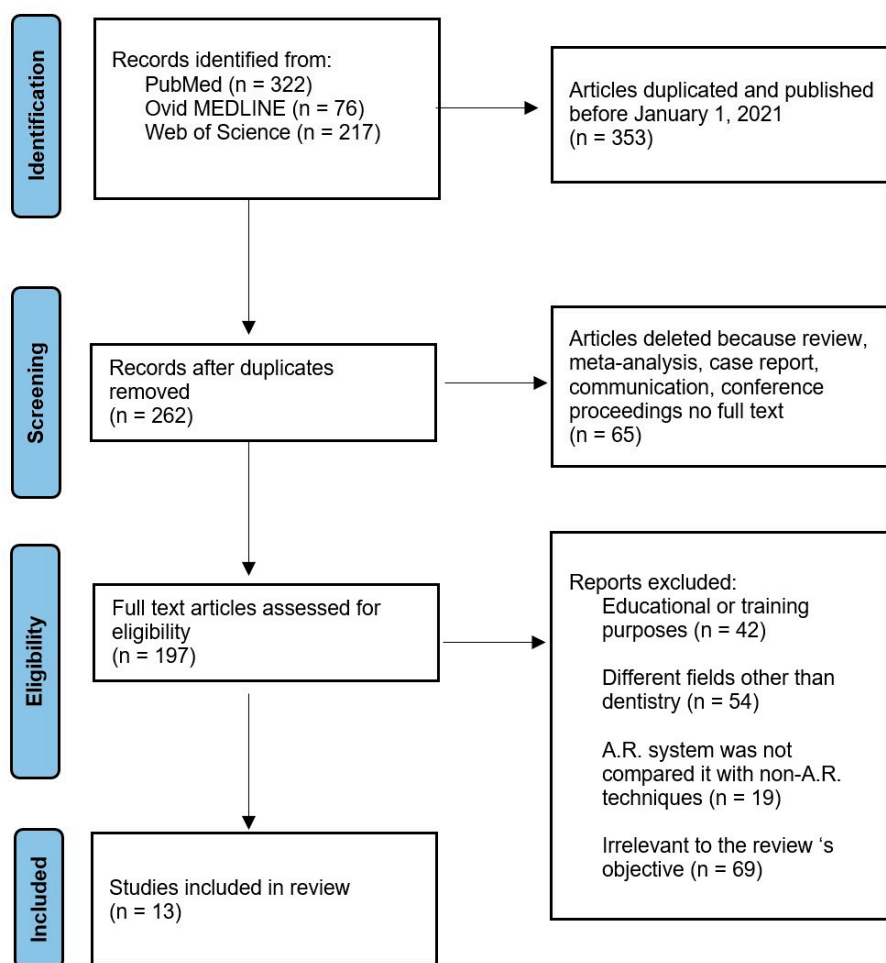 Identification
Records identified from:
PubMed (n = 322)
Ovid MEDLINE (n = 76)
Web of Science (n = 217)
Articles duplicated and published
before January 1, 2021
(n = 353)
Screening
Records after duplicates
removed
(n = 262)
Articles deleted because review,
meta-analysis, case report,
communication, conference
proceedings no full text
(n = 65)
Eligibility
Full text articles assessed for
eligibility
(n = 197)
Reports excluded:
Educational or training
purposes (n = 42)
Different fields other than
dentistry (n = 54)
A.R. system was not
compared it with non-A.R.
techniques (n = 19)
Irrelevant to the review ‘s
objective (n = 69)
Included
Studies included in review
(n = 13)